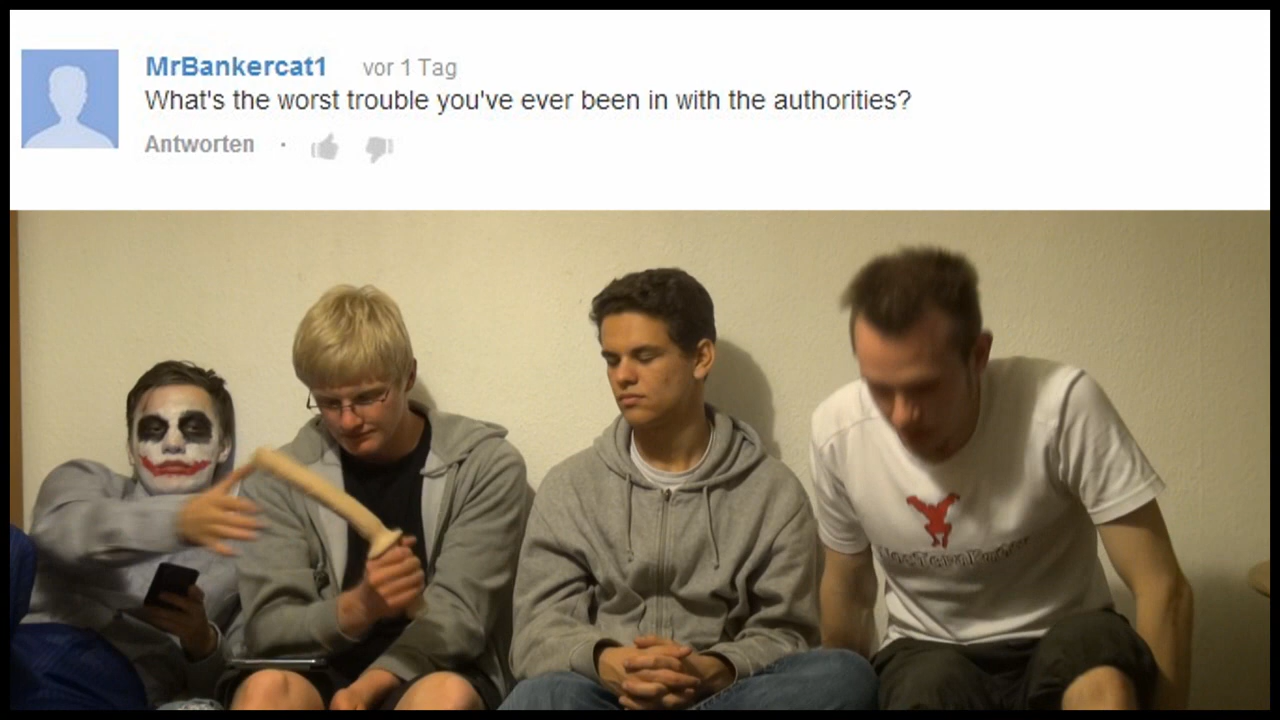 MrBankercat1 vor 1 Tag
What's the worst trouble you've ever been in with the authorities?
Antworten ·